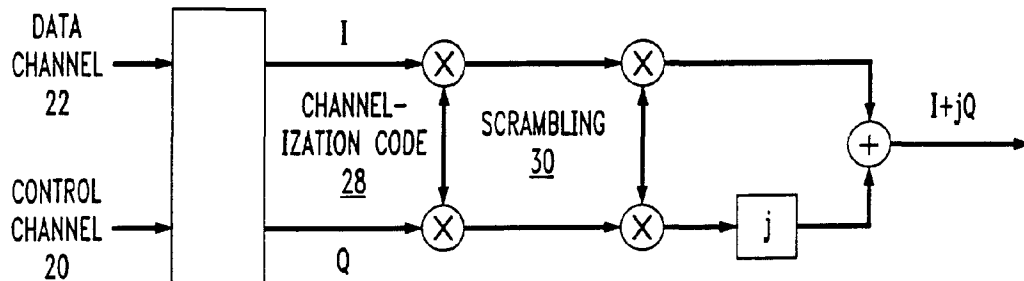 DATA
CHANNEL
22
I
CHANNEL-
IZATION CODE
28
SCRAMBLING
30
X
X
I+jQ
+
CONTROL
CHANNEL
20
Q
X
X
j